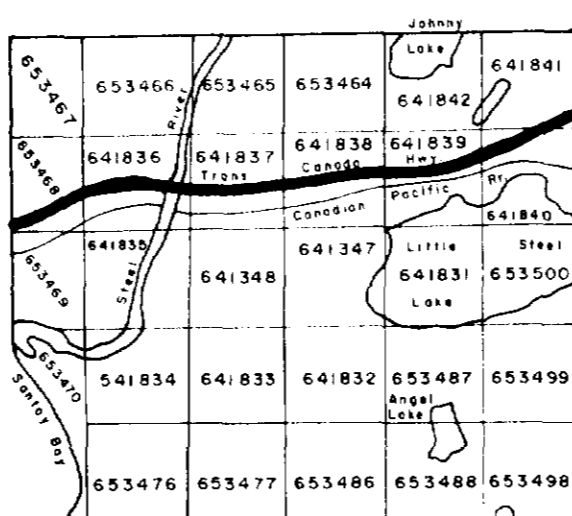 Johnny
Lake
653467
653466
653465
653464
641841
641842
River
653468
641836
641837
641838
641839
Trans
Canada
Hwy.
Canadian
Pacific
Rr.
641840
641835
Steel
653469
641348
641347
Little
Steel
641831
653500
Lake
653470
541834
641833
641832
653487
653499
Santoy Bay
Angel
Lake
653476
653477
653486
653488
653498